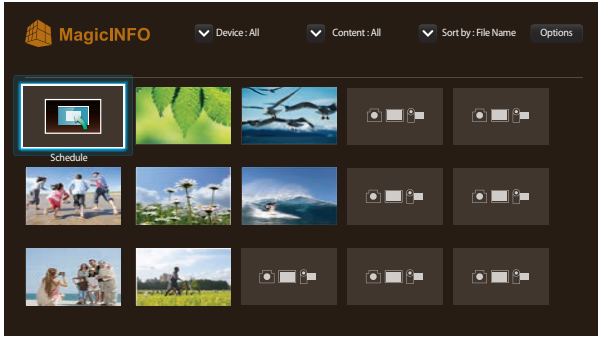 MagicINFO
Device : All
Content : All
Sort by : File Name
Options
Schedule